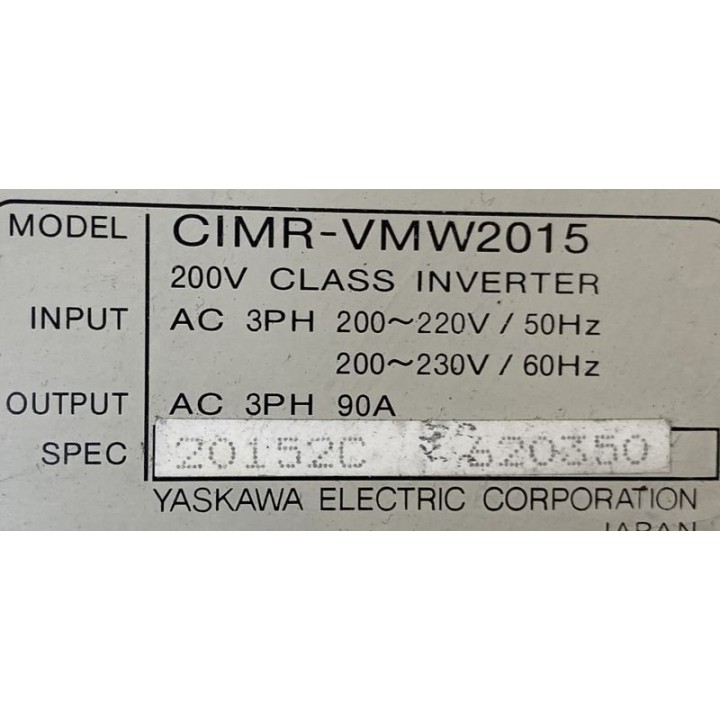 MODEL CIMR-VMW2015
200V CLASS INVERTER
INPUT AC 3PH 200~220V / 50Hz
200~230V / 60Hz
OUTPUT AC 3PH 90A
SPEC 20152C
YASKAWA ELECTRIC CORPORATION
JAPAN